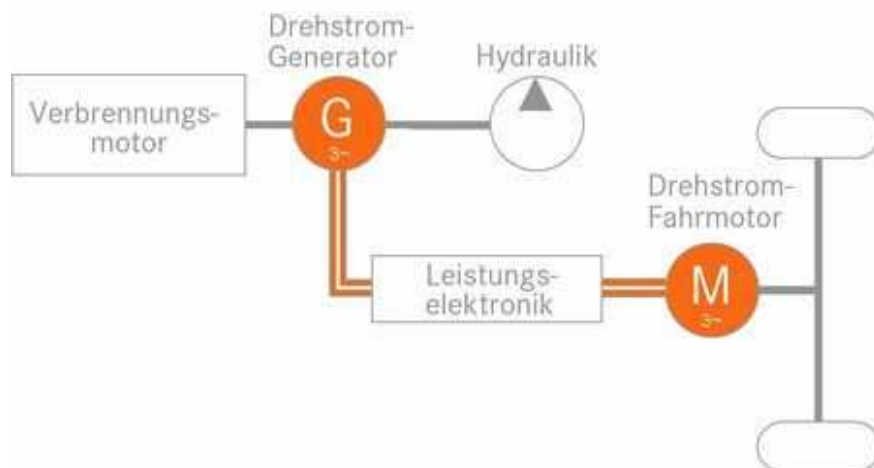 Drehstrom-
Generator
Hydraulik
Verbrennungs-
motor
G
3~
Drehstrom-
Fahrmotor
Leistungs-
elektronik
M
3~